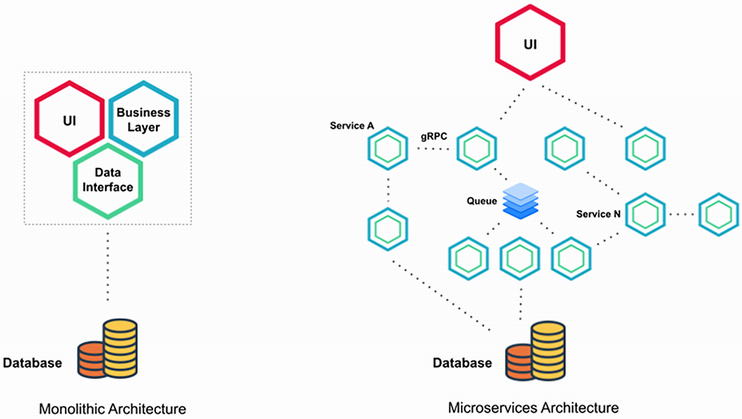 UI
Business
Layer
Data
Interface
Database
Monolithic Architecture
UI
Service A
gRPC
Queue
Service N
Database
Microservices Architecture